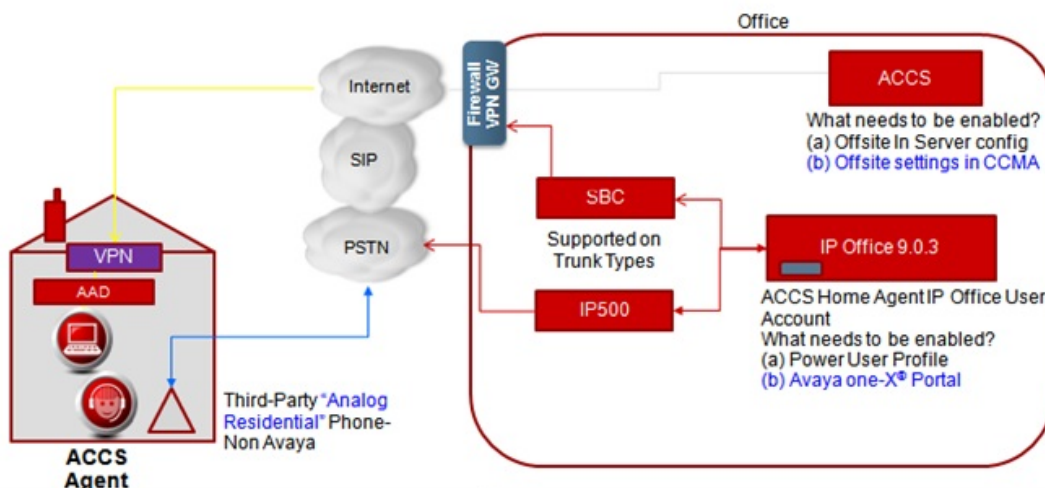 Office
Internet
SIP
PSTN
Firewall
VPN GW
ACCS
What needs to be enabled?
(a) Offsite In Server config
(b) Offsite settings in CCMA
SBC
Supported on
Trunk Types
IP500
IP Office 9.0.3
ACCS Home Agent IP Office User
Account
What needs to be enabled?
(a) Power User Profile
(b) Avaya one-X® Portal
VPN
AAD
Third-Party “Analog
Residential” Phone-
Non Avaya
ACCS
Agent